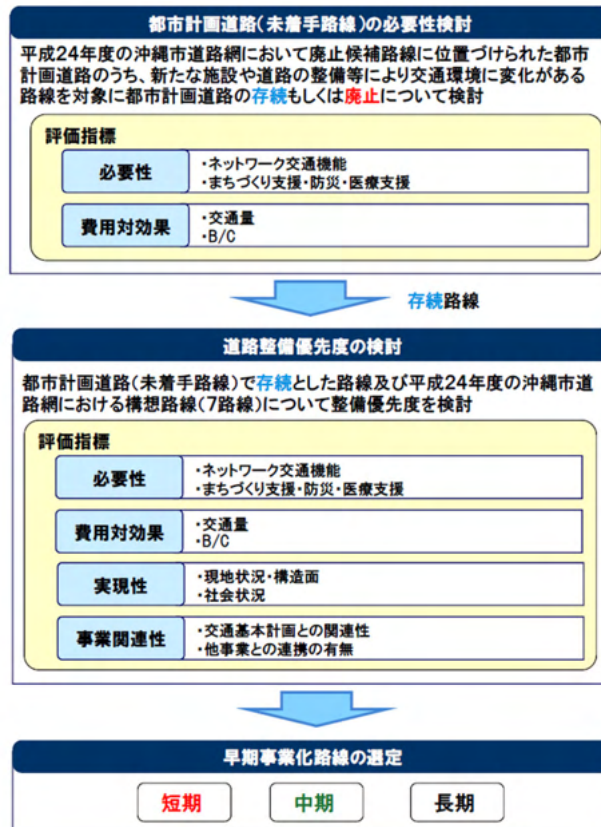 都市計画道路(未着手路線)の必要性検討
平成24年度の沖縄市道路網において廃止候補路線に位置づけられた都市
計画道路のうち、新たな施設や道路の整備等により交通環境に変化がある
路線を対象に都市計画道路の存続もしくは廃止について検討
評価指標
必要性
・ネットワーク交通機能
・まちづくり支援・防災・医療支援
費用対効果
・交通量
・B/C
存続路線
道路整備優先度の検討
都市計画道路(未着手路線)で存続とした路線及び平成24年度の沖縄市道
路網における構想路線(7路線)について整備優先度を検討
評価指標
必要性
・ネットワーク交通機能
・まちづくり支援・防災・医療支援
費用対効果
・交通量
・B/C
実現性
・現地状況・構造面
・社会状況
事業関連性
・交通基本計画との関連性
・他事業との連携の有無
早期事業化路線の選定
短期
中期
長期